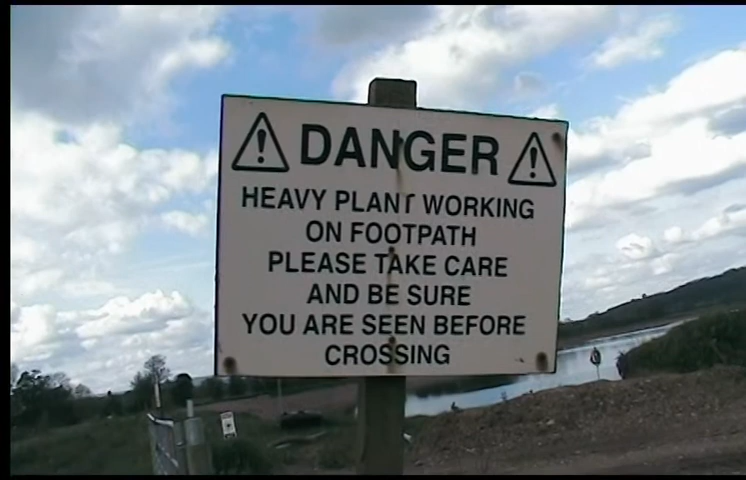 DANGER
HEAVY PLANT WORKING
ON FOOTPATH
PLEASE TAKE CARE
AND BE SURE
YOU ARE SEEN BEFORE
CROSSING